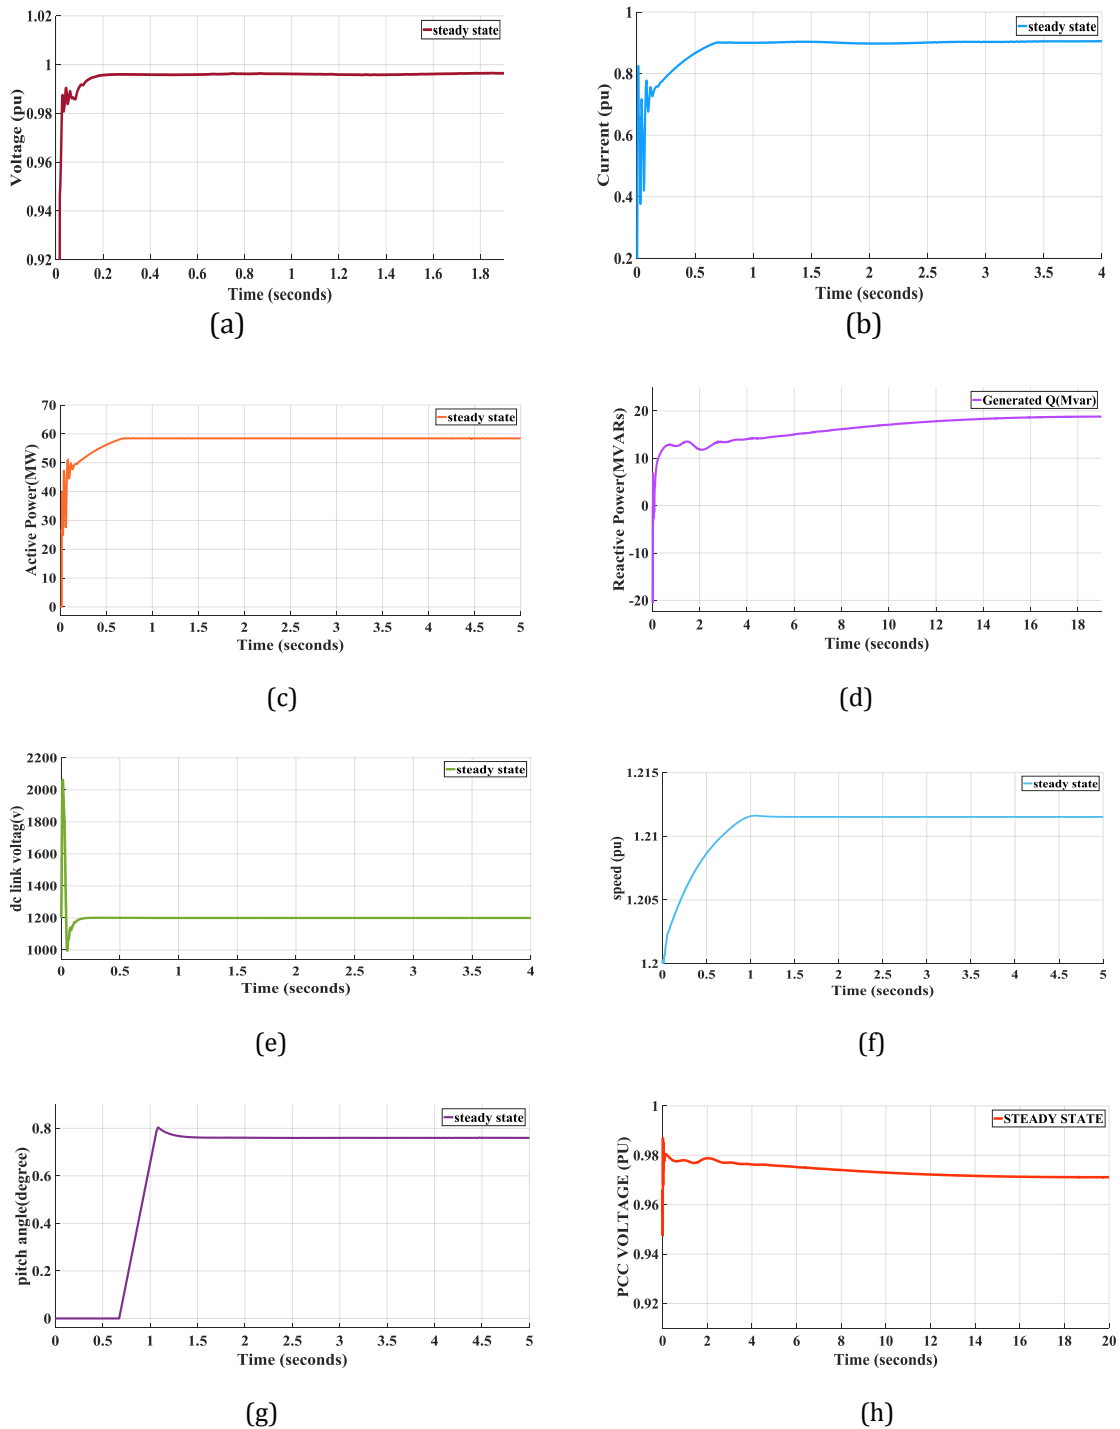 1.02
1
0.98
0.96
0.94
0.92
Voltage (pu)
steady state
0 0.2 0.4 0.6 0.8 1 1.2 1.4 1.6 1.8
Time (seconds)
(a)
1
0.8
0.6
0.4
0.2
Current (pu)
steady state
0 0.5 1 1.5 2 2.5 3 3.5 4
Time (seconds)
(b)
70
60
50
40
30
20
10
0
Active Power(MW)
steady state
0 0.5 1 1.5 2 2.5 3 3.5 4 4.5 5
Time (seconds)
(c)
20
10
0
-10
-20
Reactive Power(MVARs)
Generated Q(Mvar)
0 2 4 6 8 10 12 14 16 18
Time (seconds)
(d)
2200
2000
1800
1600
1400
1200
1000
dc link voltag(v)
steady state
0 0.5 1 1.5 2 2.5 3 3.5 4
Time (seconds)
(e)
1.215
1.21
1.205
1.2
speed (pu)
steady state
0 0.5 1 1.5 2 2.5 3 3.5 4 4.5 5
Time (seconds)
(f)
0.8
0.6
0.4
0.2
0
pitch angle(degree)
steady state
0 0.5 1 1.5 2 2.5 3 3.5 4 4.5 5
Time (seconds)
(g)
1
0.98
0.96
0.94
0.92
PCC VOLTAGE (PU)
STEADY STATE
0 2 4 6 8 10 12 14 16 18 20
Time (seconds)
(h)